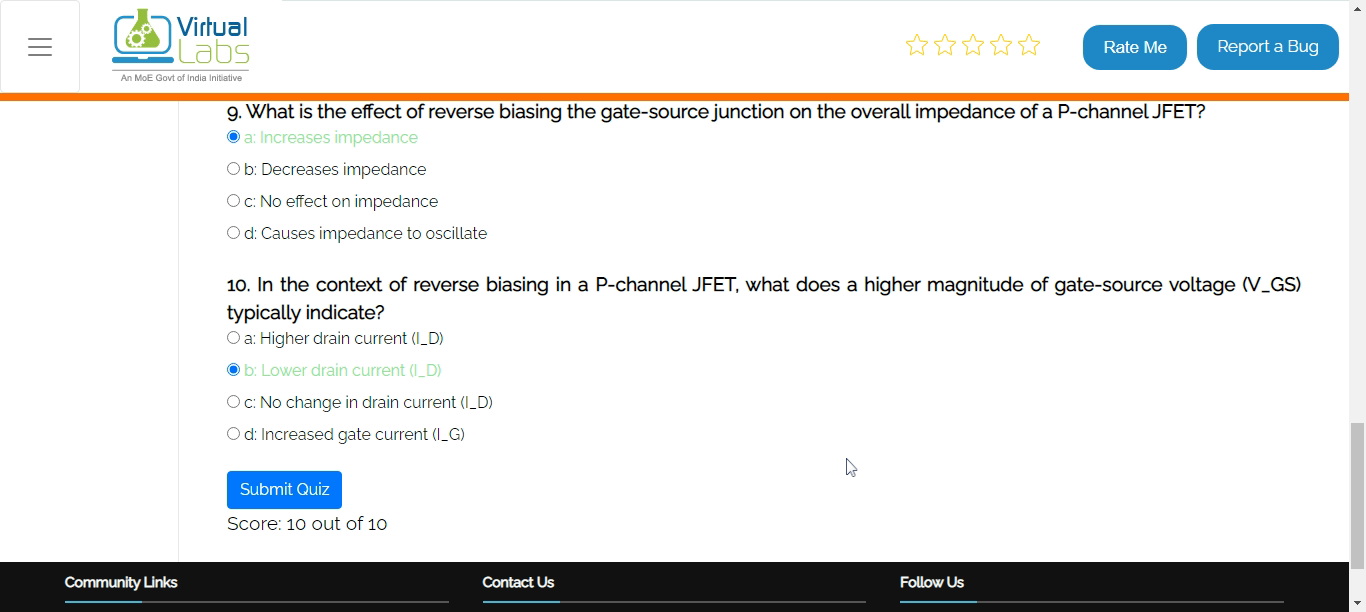 Virtual
Labs
An MoE Govt of India Initiative
Rate Me
Report a Bug
9. What is the effect of reverse biasing the gate-source junction on the overall impedance of a P-channel JFET?
a: Increases impedance
b: Decreases impedance
c: No effect on impedance
d: Causes impedance to oscillate
10. In the context of reverse biasing in a P-channel JFET, what does a higher magnitude of gate-source voltage (V_GS)
typically indicate?
a: Higher drain current (I_D)
b: Lower drain current (I_D)
c: No change in drain current (I_D)
d: Increased gate current (I_G)
Submit Quiz
Score: 10 out of 10
Community Links
Contact Us
Follow Us